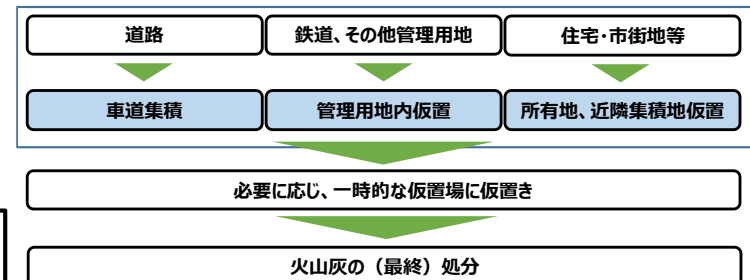 道路
鉄道、その他管理用地
住宅・市街地等
車道集積
管理用地内仮置
所有地、近隣集積地仮置
必要に応じ、一時的な仮置場に仮置き
火山灰の（最終）処分